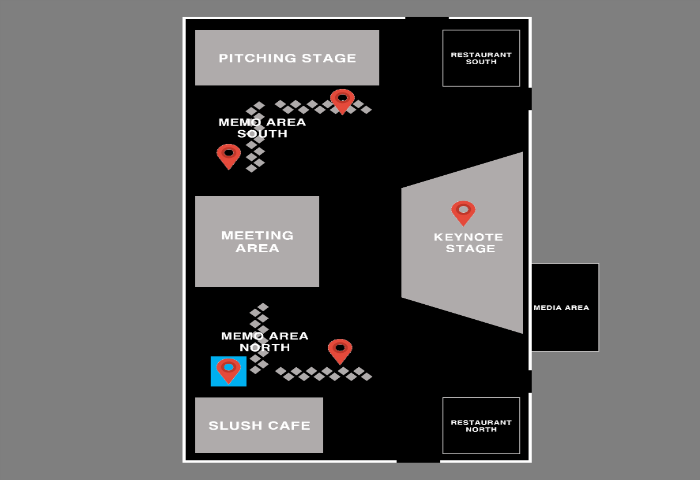 PITCHING STAGE
RESTAURANT
SOUTH
MEMO AREA
SOUTH
MEETING
AREA
KEYNOTE
STAGE
MEDIA AREA
MEMO AREA
NORTH
SLUSH CAFE
RESTAURANT
NORTH